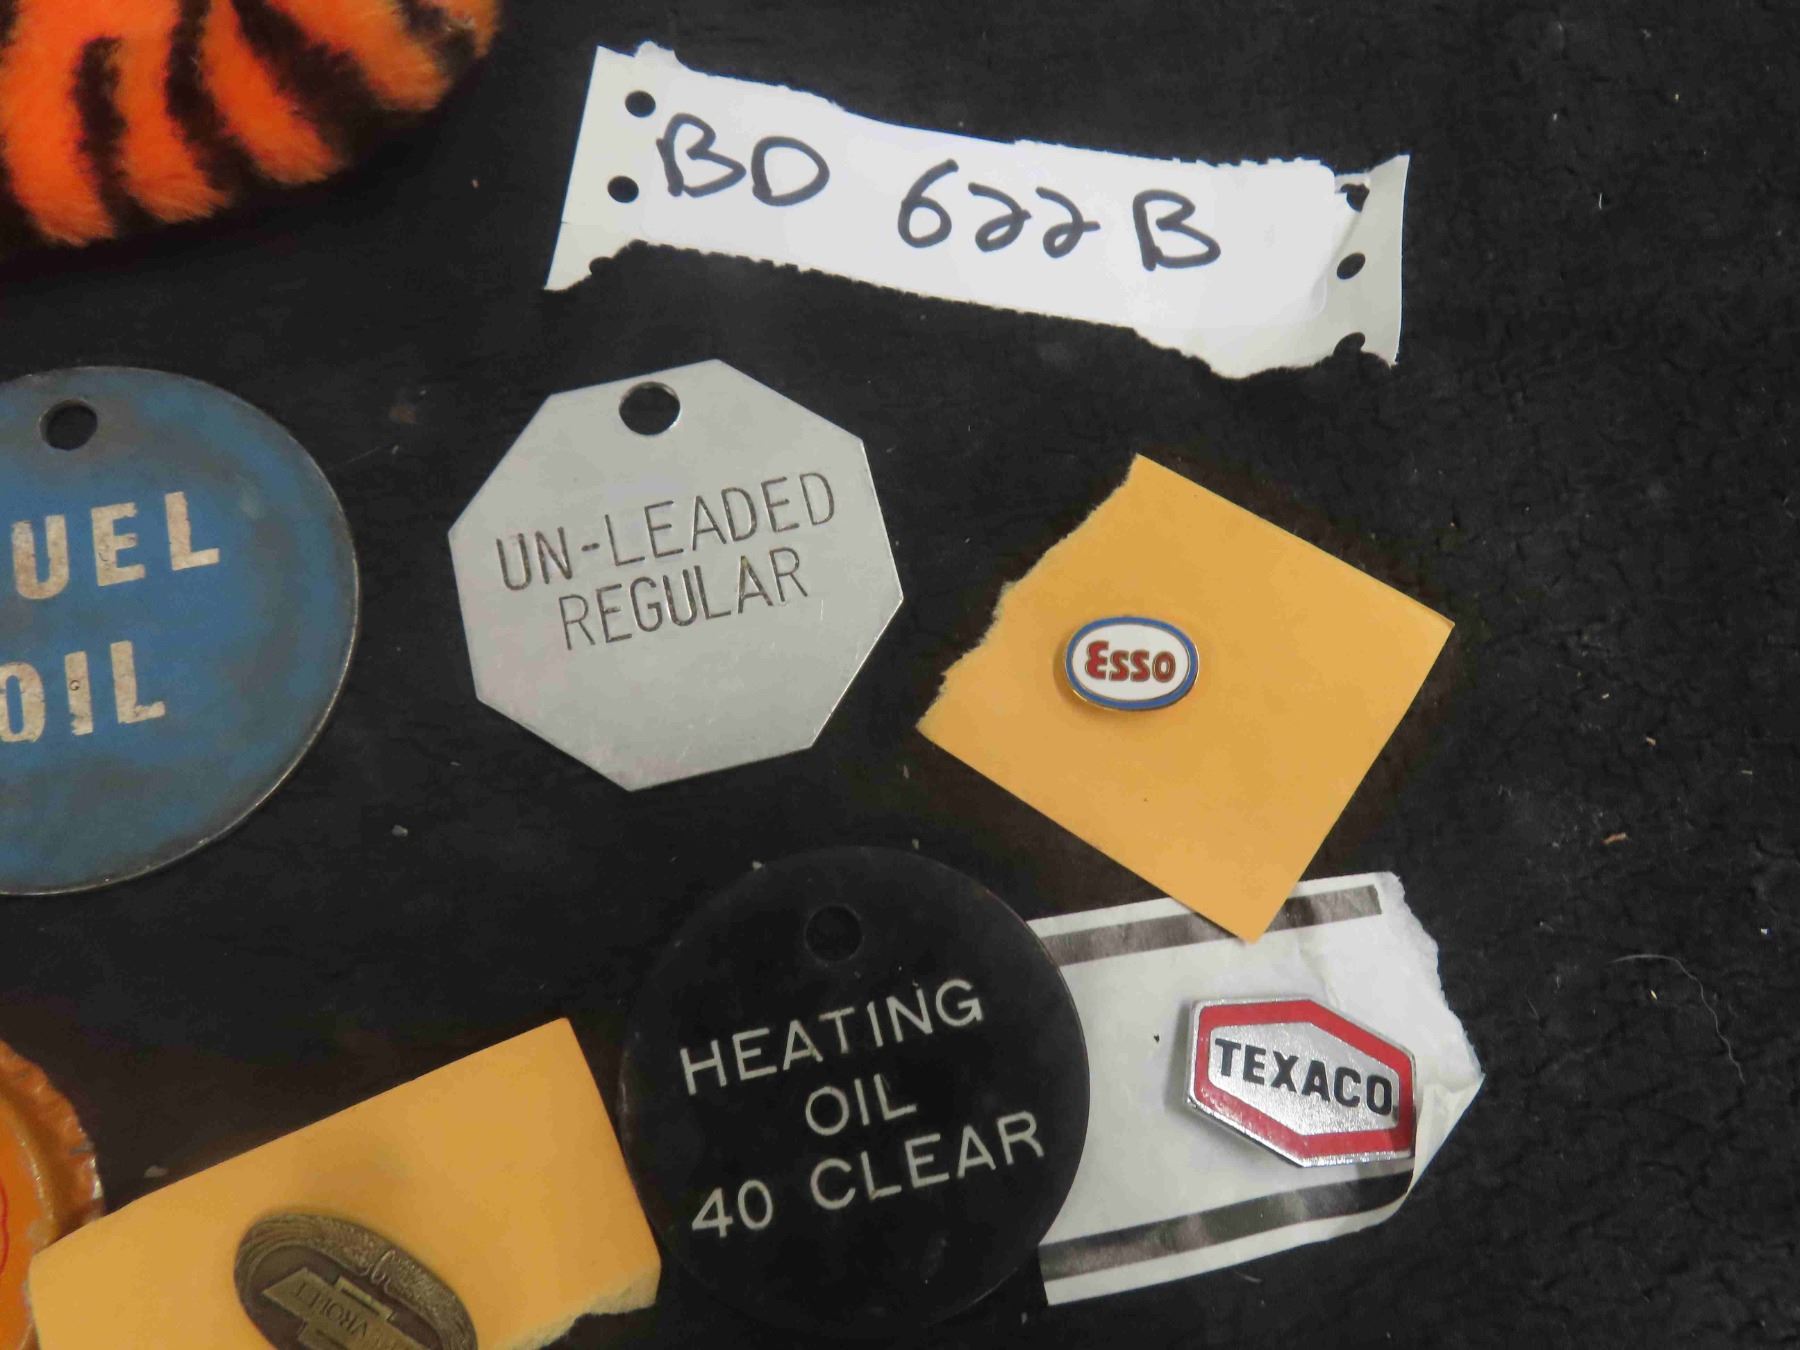 BD 622B
UEL
OIL
UN-LEADED
REGULAR
Esso
HEATING
OIL
40 CLEAR
TEXACO